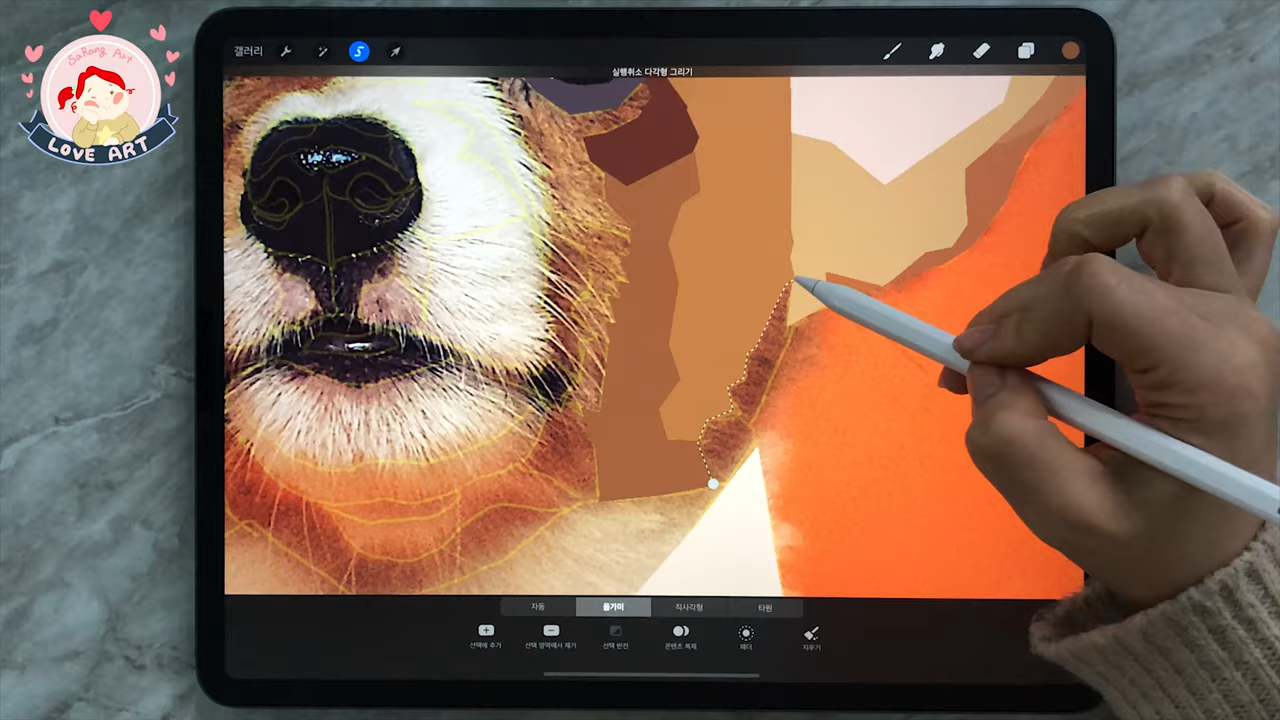 SaRang Art
LOVE ART
갤러리
실행취소 다각형 그리기
자동
올가미
직사각형
타원
선택에 추가
선택 영역에서 제거
선택 반전
콘텐츠 복제
페더
지우기